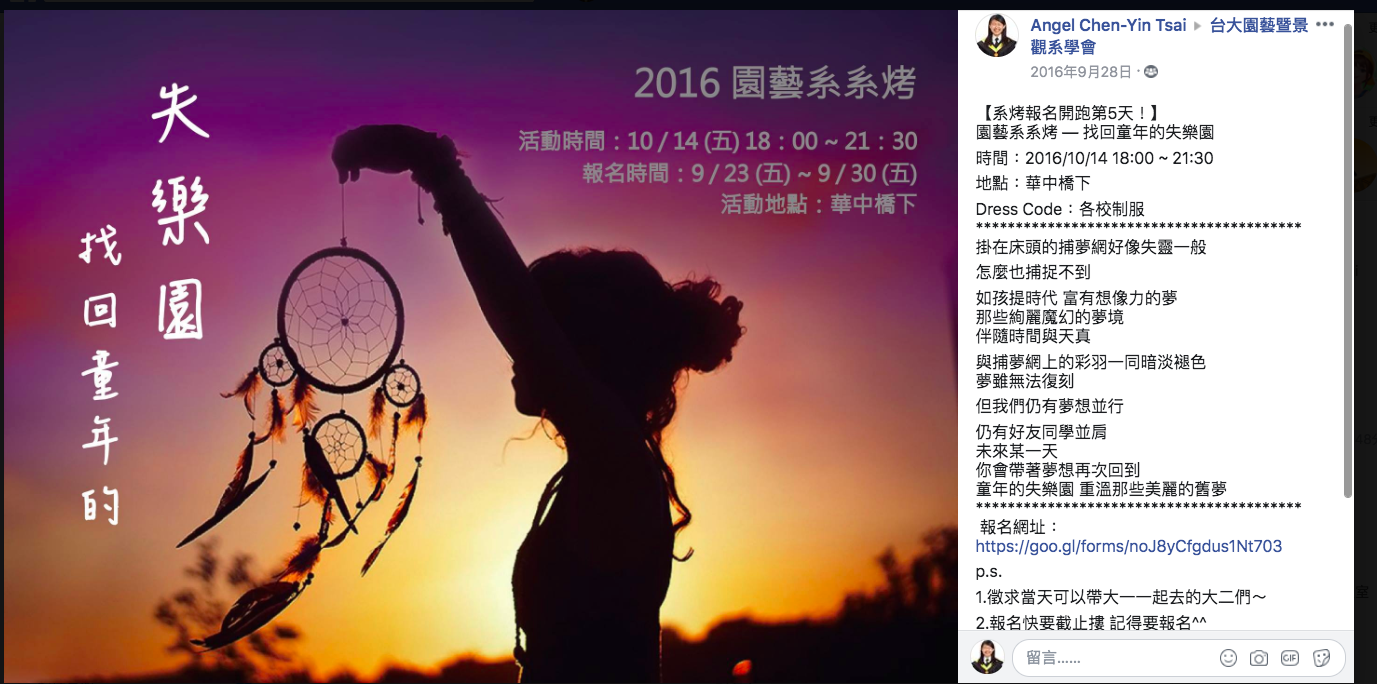 失樂園
找回童年的
2016 園藝系系烤
活動時間：10 / 14 (五) 18：00 ~ 21：30
報名時間：9 / 23 (五) ~ 9 / 30 (五)
活動地點：華中橋下
Angel Chen-Yin Tsai ▸ 台大園藝暨景
觀系學會
2016年9月28日 ·
【系烤報名開跑第5天！】
園藝系系烤 — 找回童年的失樂園
時間：2016/10/14 18:00 ~ 21:30
地點：華中橋下
Dress Code：各校制服
*****************************************
掛在床頭的捕夢網好像失靈一般
怎麼也捕捉不到
如孩提時代 富有想像力的夢
那些絢麗魔幻的夢境
伴隨時間與天真
與捕夢網上的彩羽一同暗淡褪色
夢雖無法復刻
但我們仍有夢想並行
仍有好友同學並肩
未來某一天
你會帶著夢想再次回到
童年的失樂園 重溫那些美麗的舊夢
*****************************************
報名網址：
https://goo.gl/forms/noJ8yCfgdus1Nt703
p.s.
1.徵求當天可以帶大一一起去的大二們～
2.報名快要截止摟 記得要報名^^
留言......
GIF